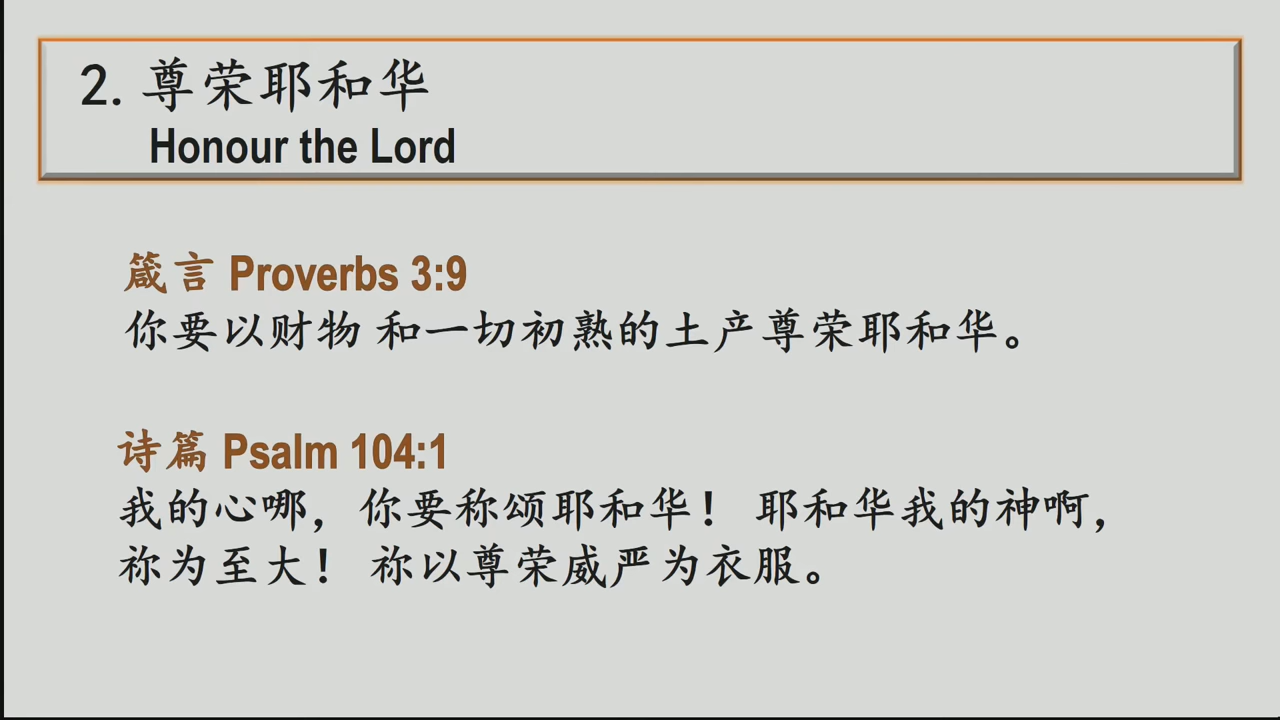 2. 尊荣耶和华
Honour the Lord
箴言 Proverbs 3:9
你要以财物 和一切初熟的土产尊荣耶和华。
诗篇 Psalm 104:1
我的心哪，你要称颂耶和华！ 耶和华我的神啊，
祢为至大！ 祢以尊荣威严为衣服。